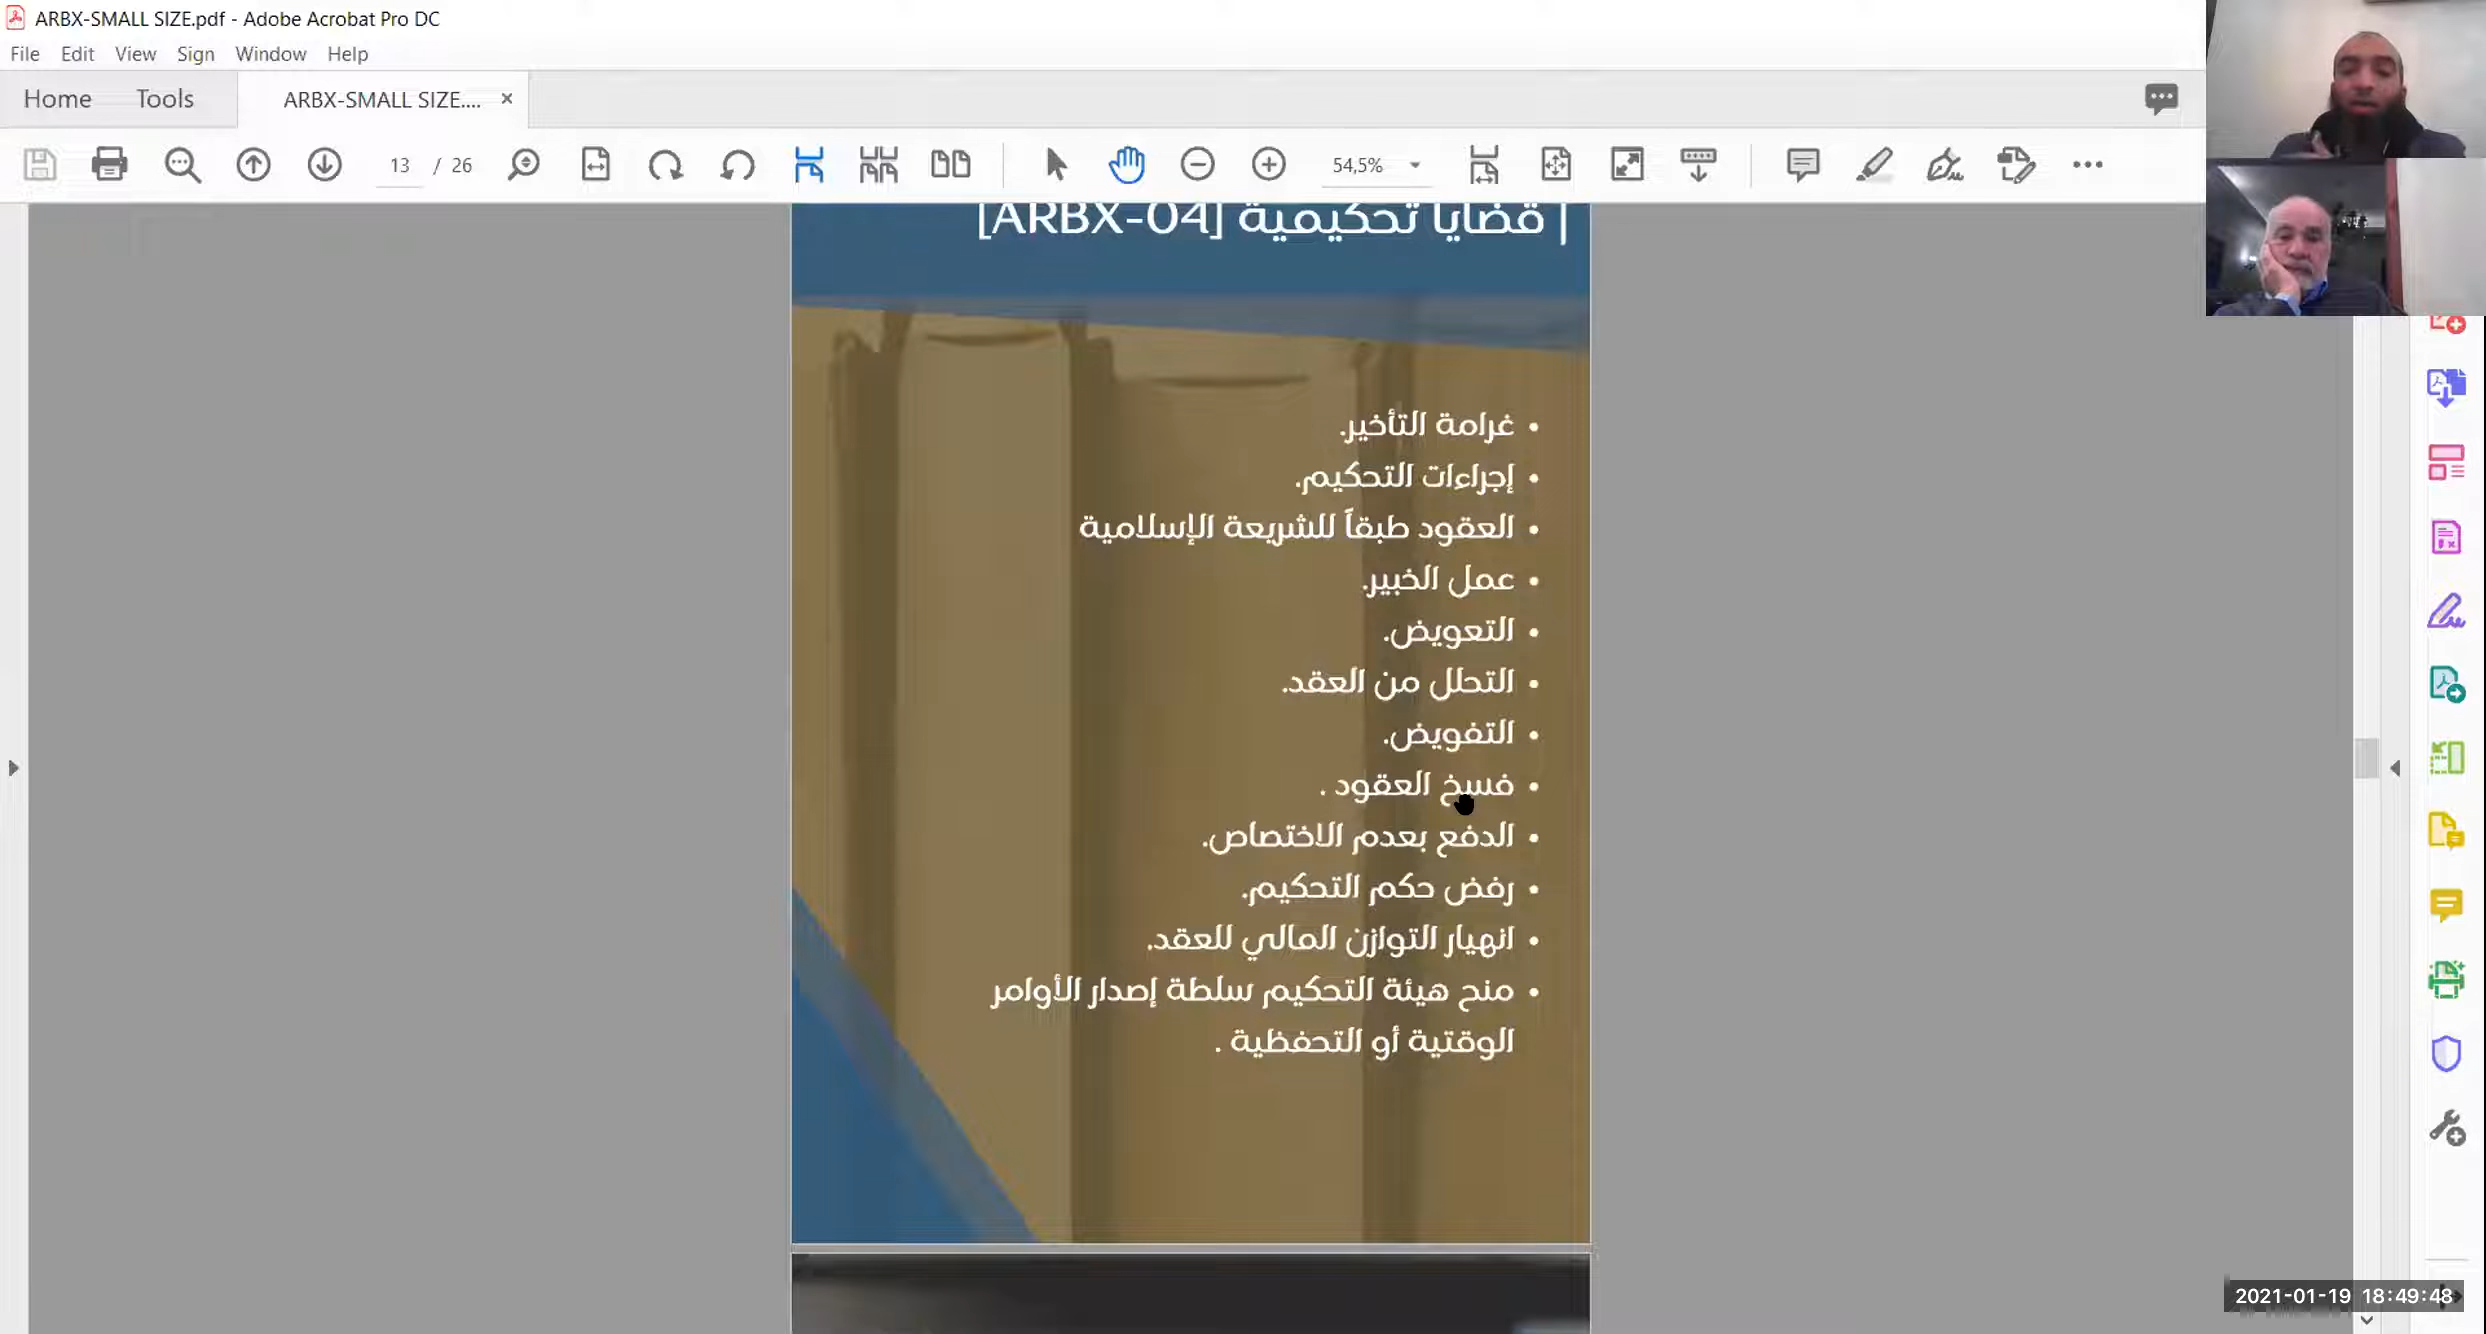 ARBX-SMALL SIZE.pdf - Adobe Acrobat Pro DC
File Edit View Sign Window Help
Home Tools ARBX-SMALL SIZE.... ×
13 / 26 54,5%
| قضايا تحكيمية [ARBX-04]
• غرامة التأخير.
• إجراءات التحكيم.
• العقود طبقاً للشريعة الإسلامية
• عمل الخبير.
• التعويض.
• التحلل من العقد.
• التفويض.
• فسخ العقود .
• الدفع بعدم الاختصاص.
• رفض حكم التحكيم.
• انهيار التوازن المالي للعقد.
• منح هيئة التحكيم سلطة إصدار الأوامر
الوقتية أو التحفظية .
2021-01-19 18:49:48